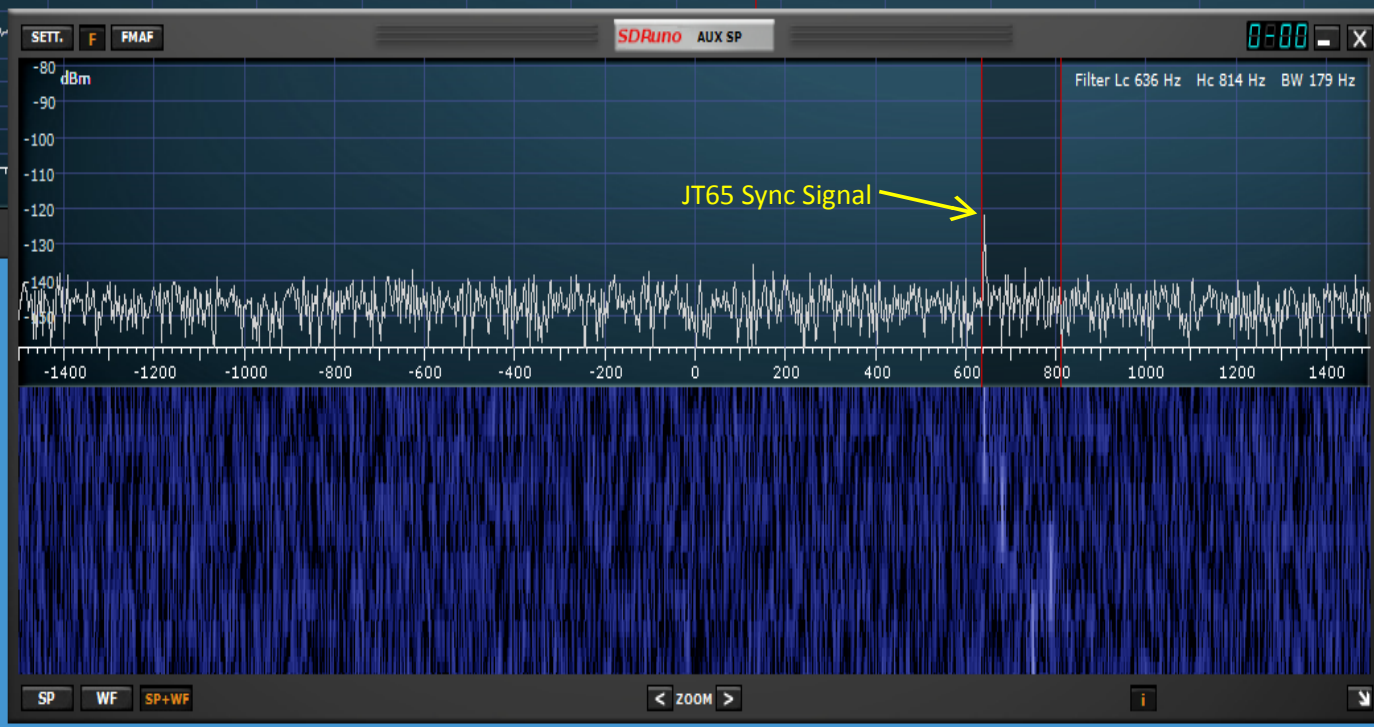 SETT. F FMAF SDRuno AUX SP 0-00 X
-80 dBm Filter Lc 636 Hz Hc 814 Hz BW 179 Hz
-90
-100
-110
JT65 Sync Signal
-120
-130
-140
-150
-1400 -1200 -1000 -800 -600 -400 -200 0 200 400 600 800 1000 1200 1400
SP WF SP+WF < ZOOM > i